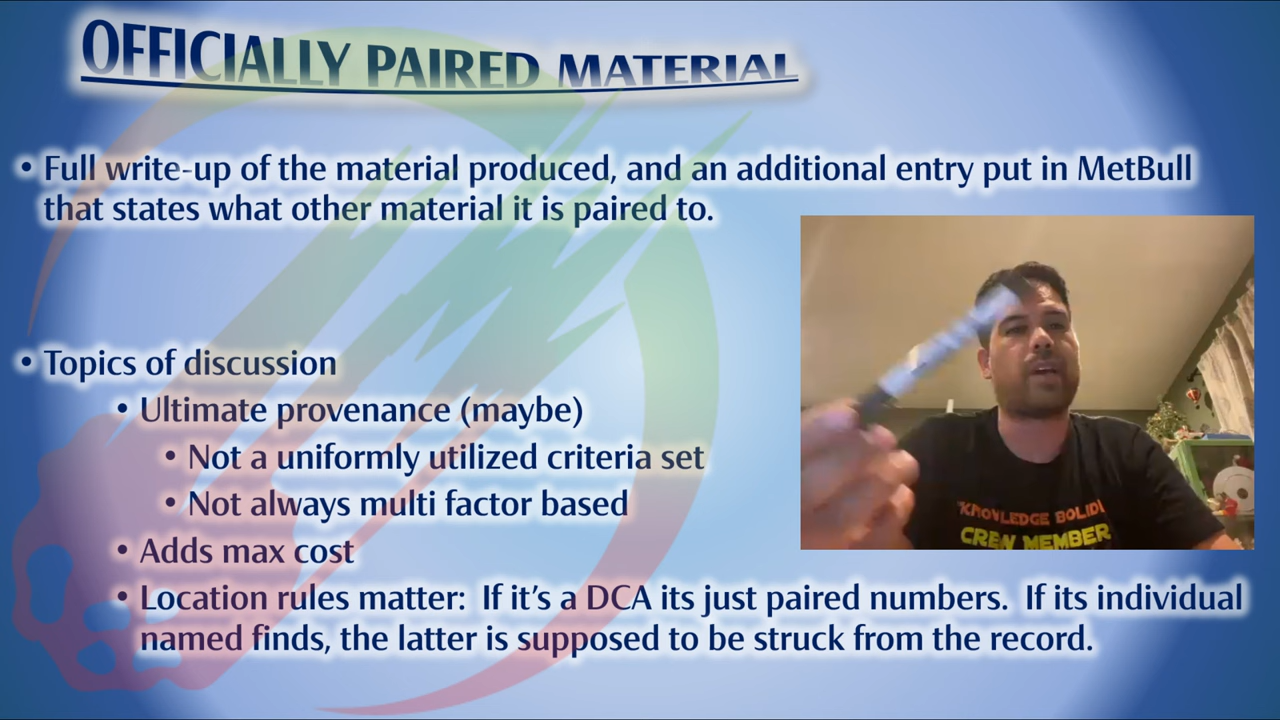 OFFICIALLY PAIRED MATERIAL
• Full write-up of the material produced, and an additional entry put in MetBull
that states what other material it is paired to.
• Topics of discussion
• Ultimate provenance (maybe)
• Not a uniformly utilized criteria set
• Not always multi factor based
• Adds max cost
• Location rules matter: If it's a DCA its just paired numbers. If its individual
named finds, the latter is supposed to be struck from the record.
KNOWLEDGE BOLID
CREW MEMBER